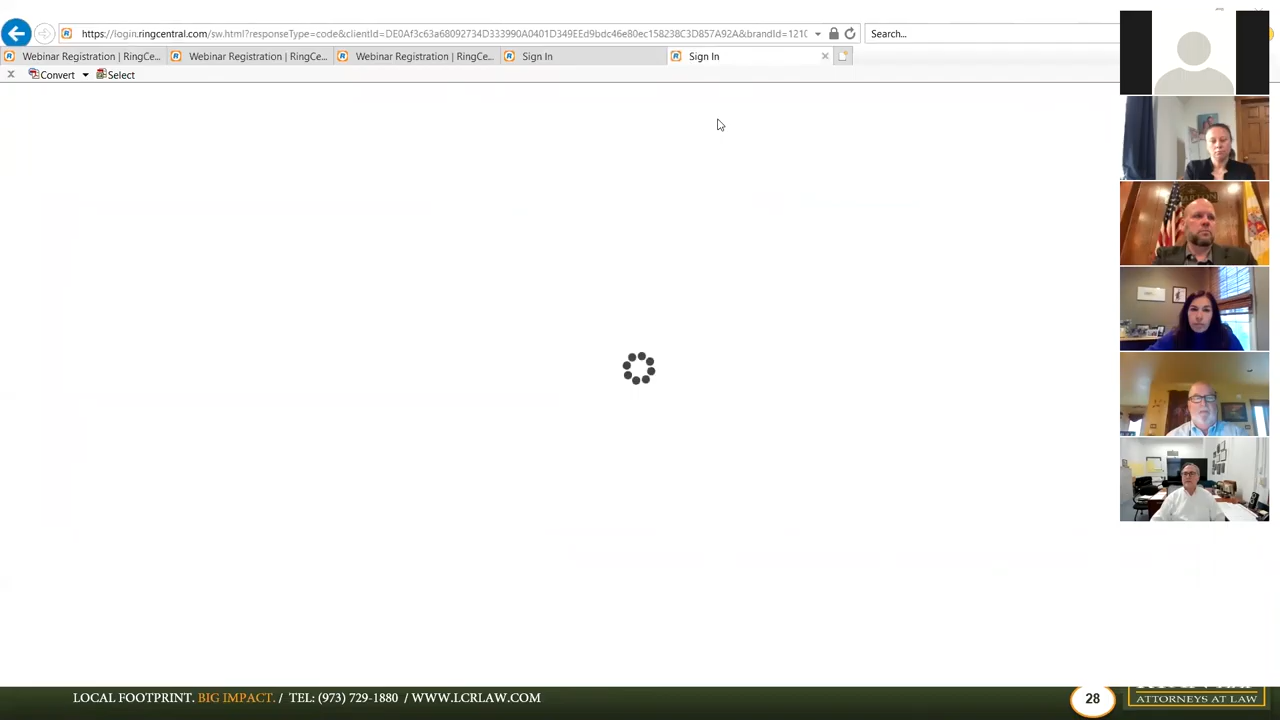 https://login.ringcentral.com/sw.html?responseType=code&clientId=DE0Af3c63a68092734D333990A0401D349EEd9bdc46e80ec158238C3D857A92A&brandId=1210
Search...
Webinar Registration | RingCe...
Webinar Registration | RingCe...
Webinar Registration | RingCe...
Sign In
Sign In
Convert
Select
LOCAL FOOTPRINT. BIG IMPACT. / TEL: (973) 729-1880 / WWW.LCRLAW.COM
28
ATTORNEYS AT LAW